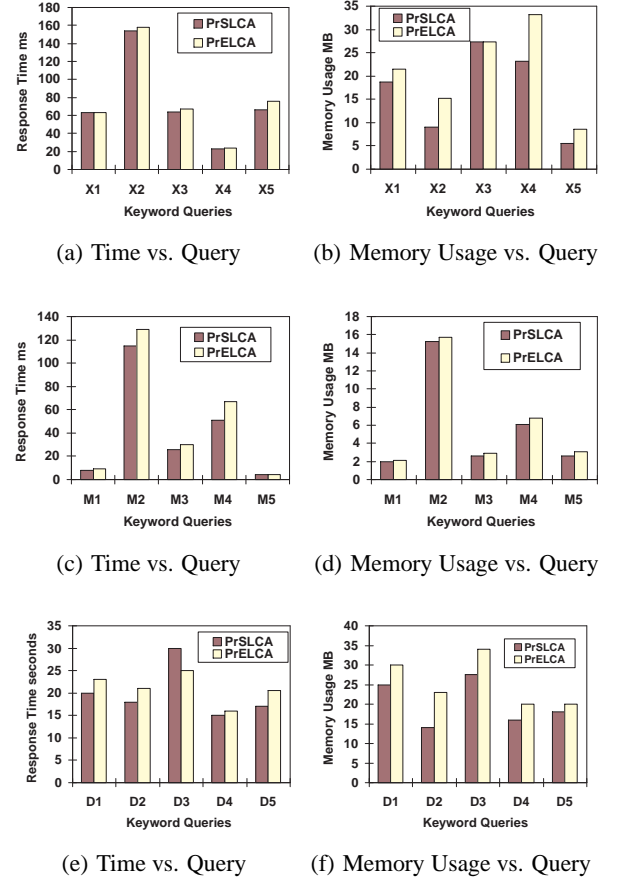 180
160
140
120
100
80
60
40
20
0
Response Time ms
PrSLCA
PrELCA
X1 X2 X3 X4 X5
Keyword Queries
(a) Time vs. Query
35
30
25
20
15
10
5
0
Memory Usage MB
PrSLCA
PrELCA
X1 X2 X3 X4 X5
Keyword Queries
(b) Memory Usage vs. Query
140
120
100
80
60
40
20
0
Response Time ms
PrSLCA
PrELCA
M1 M2 M3 M4 M5
Keyword Queries
(c) Time vs. Query
18
16
14
12
10
8
6
4
2
0
Memory Usage MB
PrSLCA
PrELCA
M1 M2 M3 M4 M5
Keyword Queries
(d) Memory Usage vs. Query
35
30
25
20
15
10
5
0
Response Time seconds
PrSLCA
PrELCA
D1 D2 D3 D4 D5
Keyword Queries
(e) Time vs. Query
40
35
30
25
20
15
10
5
0
Memory Usage MB
PrSLCA
PrELCA
D1 D2 D3 D4 D5
Keyword Queries
(f) Memory Usage vs. Query